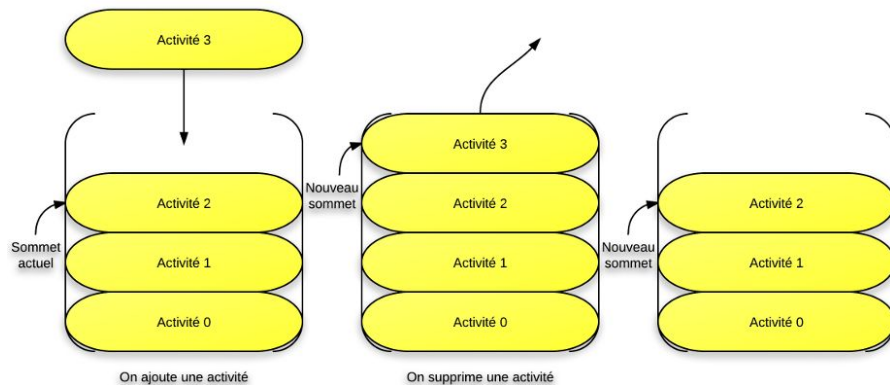 Activité 3
Activité 2
Sommet
actuel
Activité 1
Activité 0
On ajoute une activité
Activité 3
Nouveau
sommet
Activité 2
Activité 1
Activité 0
On supprime une activité
Activité 2
Nouveau
sommet
Activité 1
Activité 0